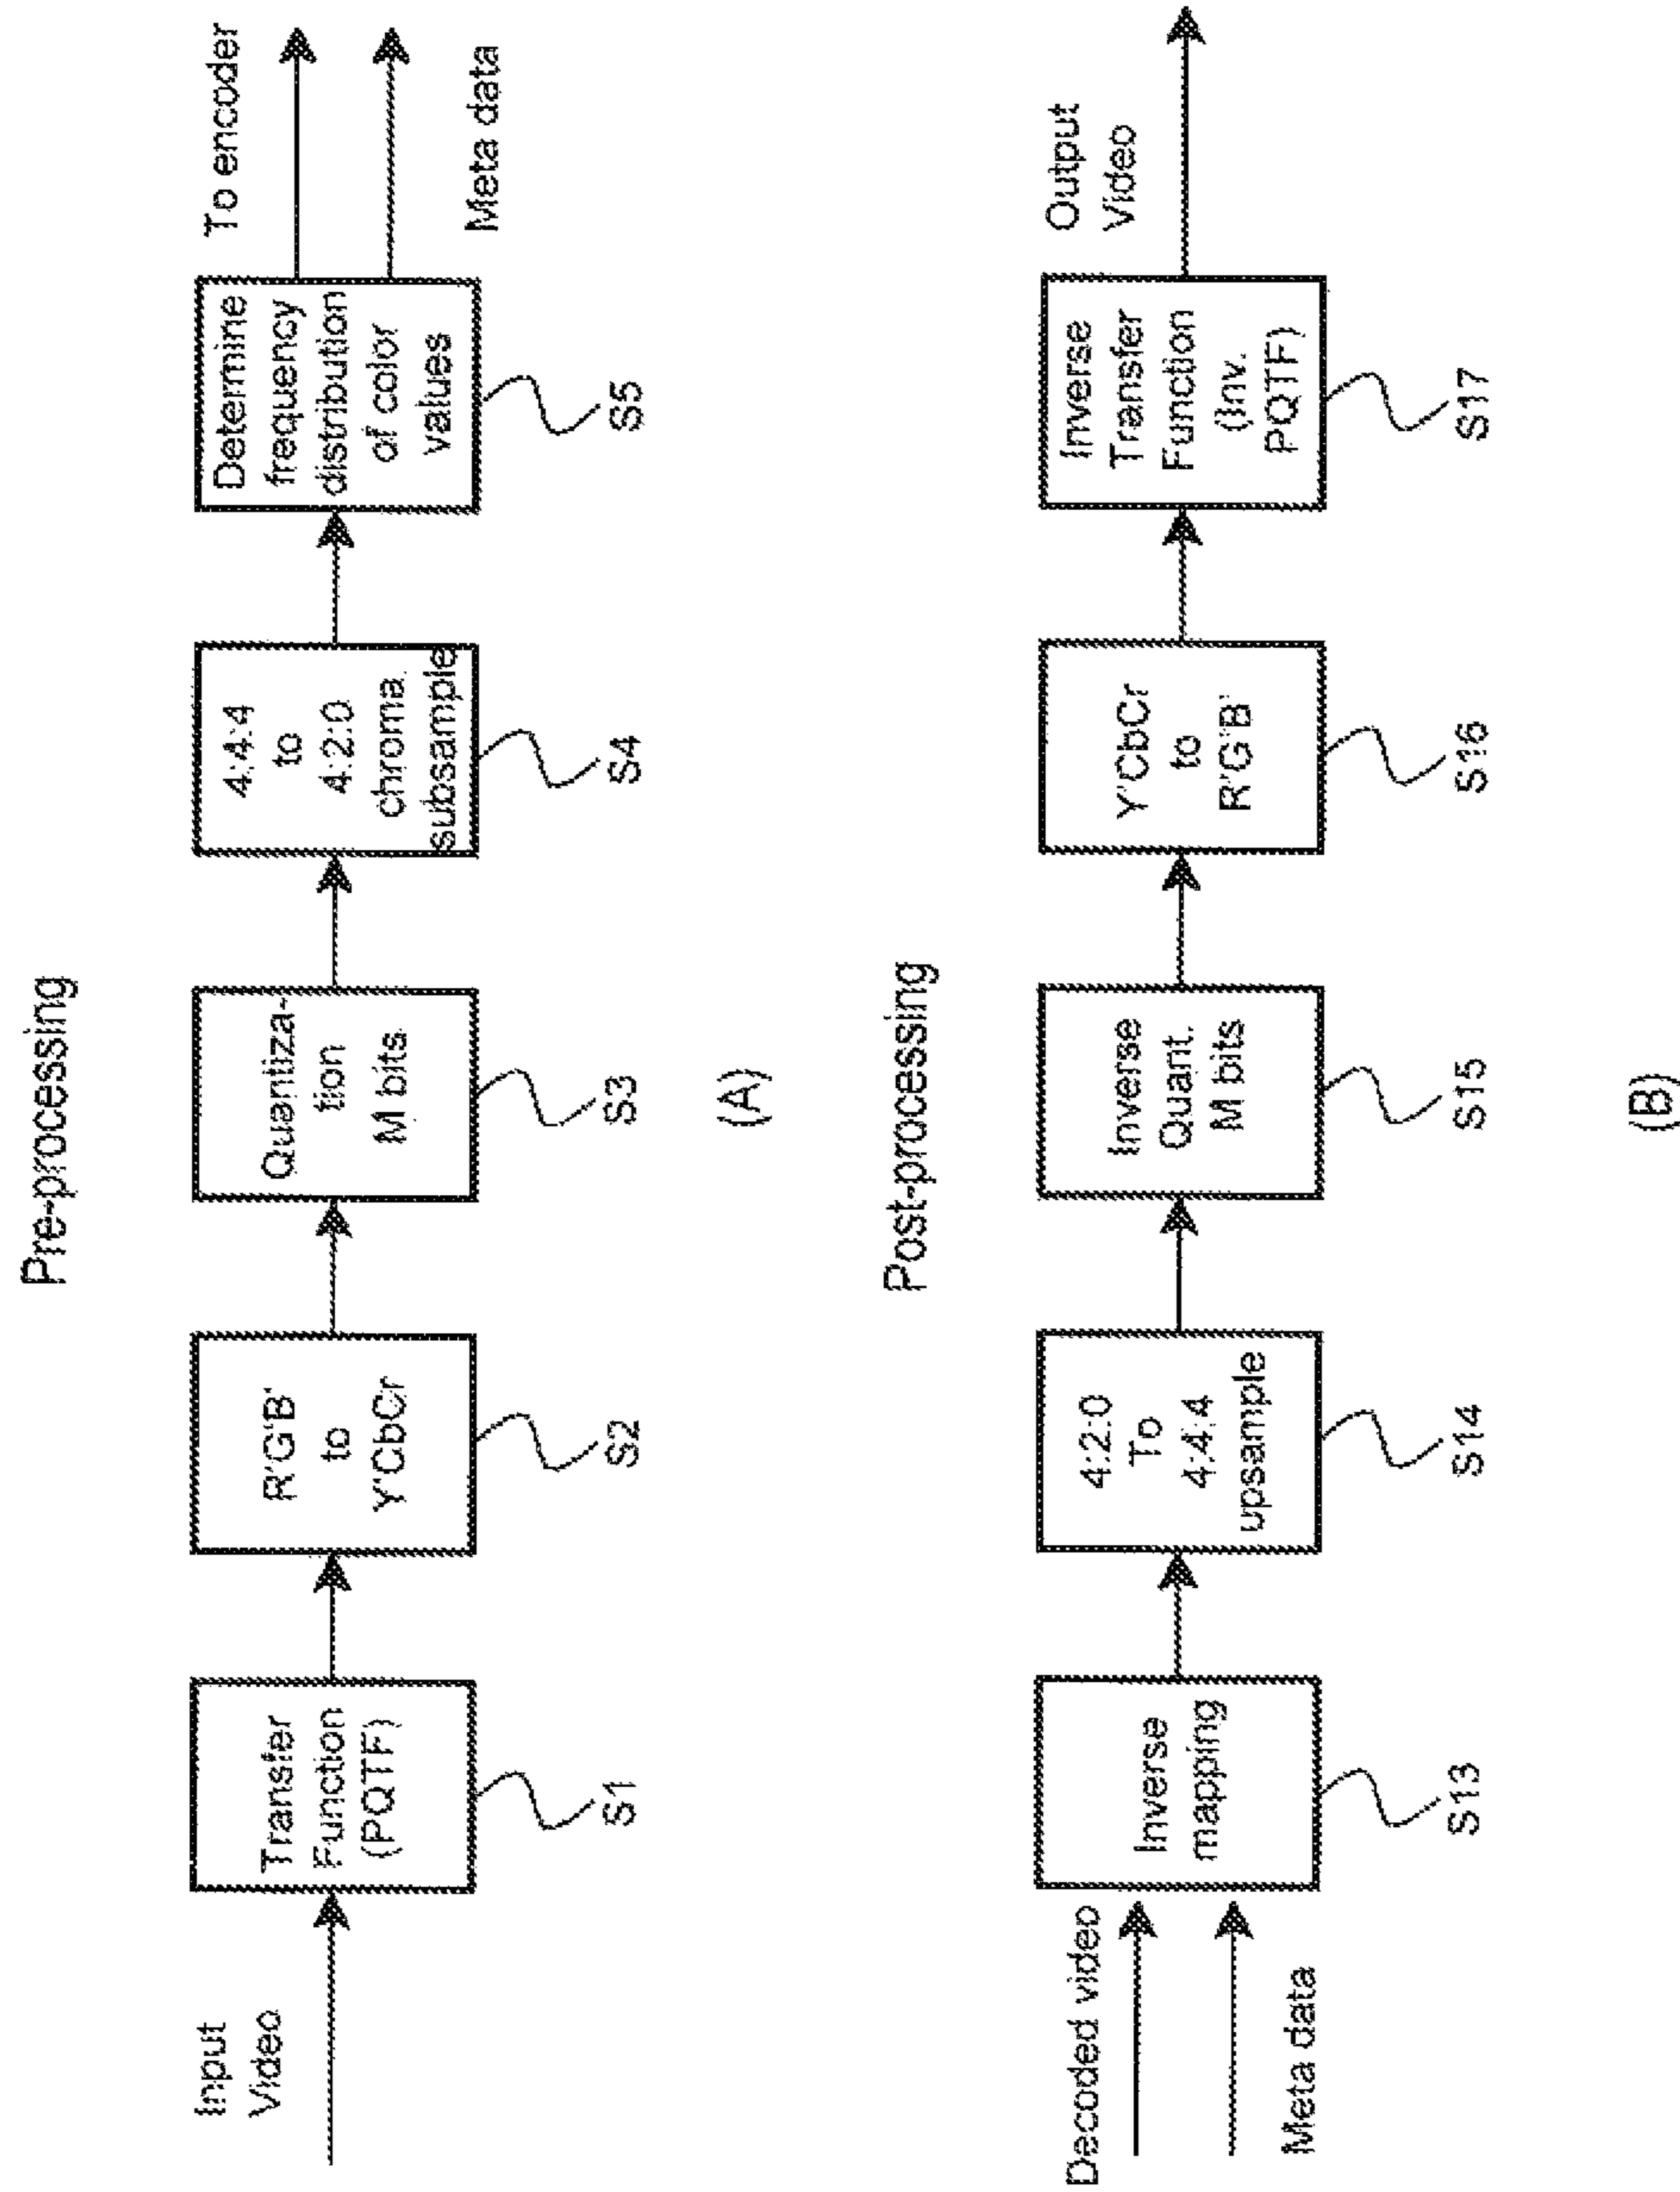 Pre-processing
Input
Video
Transfer
Function
(PQTF)
S1
R'G'B'
to
Y'CbCr
S2
Quantiza-
tion
M bits
S3
4:4:4
to
4:2:0
chroma
subsample
S4
Determine
frequency
distribution
of color
values
S5
To encoder
Meta data
(A)
Post-processing
Decoded video
Meta data
Inverse
mapping
S13
4:2:0
To
4:4:4
upsample
S14
Inverse
Quant.
M bits
S15
Y'CbCr
to
R'G'B'
S16
Inverse
Transfer
Function
(Inv.
PQTF)
S17
Output
Video
(B)